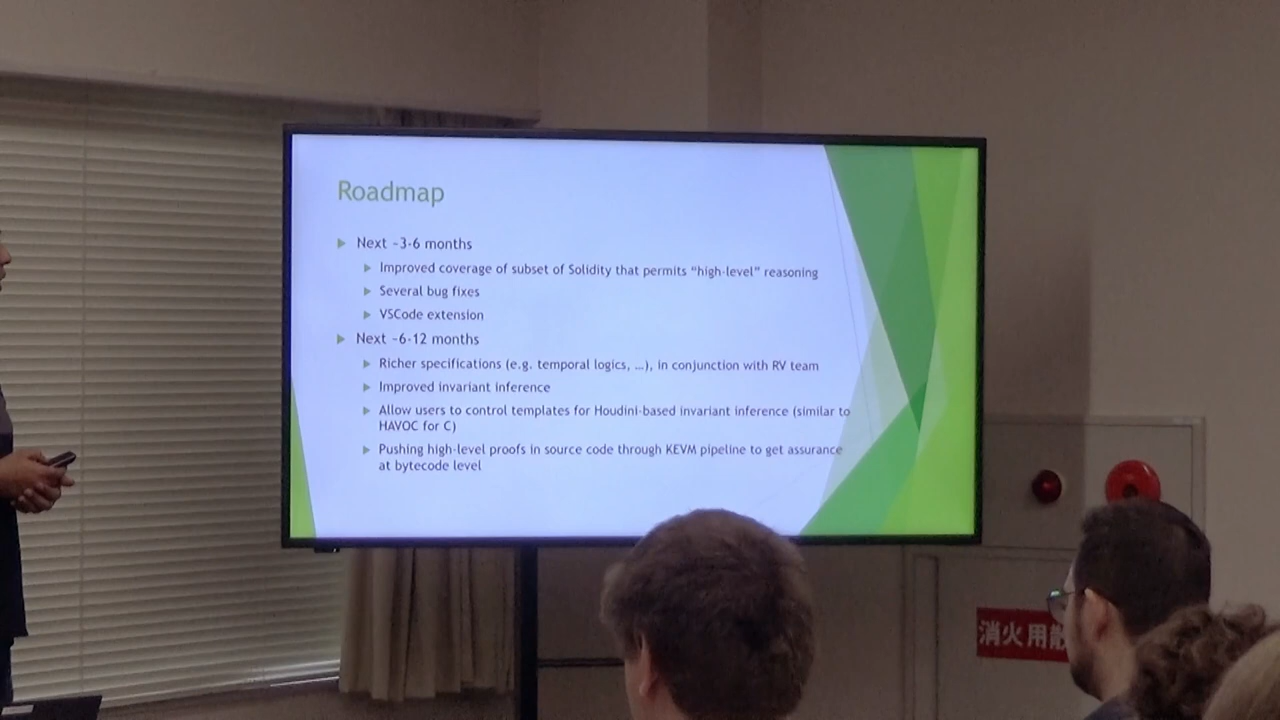 Roadmap
Next ~3-6 months
Improved coverage of subset of Solidity that permits “high-level” reasoning
Several bug fixes
VSCode extension
Next ~6-12 months
Richer specifications (e.g. temporal logics, …), in conjunction with RV team
Improved invariant inference
Allow users to control templates for Houdini-based invariant inference (similar to
HAVOC for C)
Pushing high-level proofs in source code through KEVM pipeline to get assurance
at bytecode level
消火用散